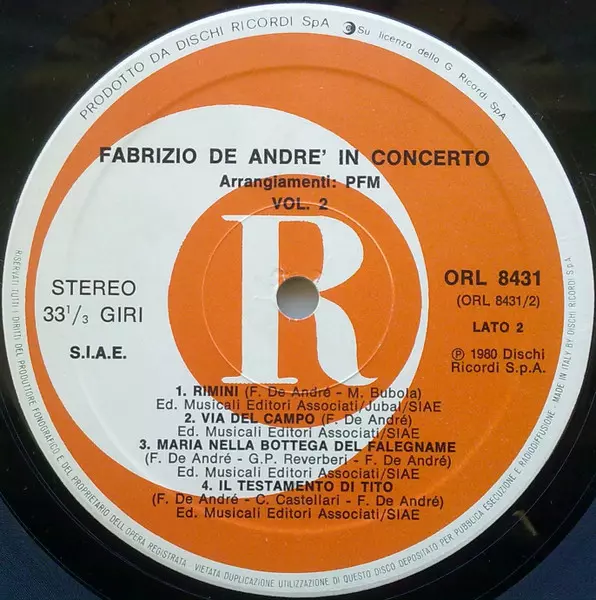 PRODOTTO DA DISCHI RICORDI SpA
Su licenza della G. Ricordi SpA
FABRIZIO DE ANDRE' IN CONCERTO
Arrangiamenti: PFM
VOL. 2
R
STEREO
33 1/3 GIRI
S.I.A.E.
ORL 8431
(ORL 8431/2)
LATO 2
℗ 1980 Dischi
Ricordi S.p.A.
1. RIMINI (F. De André - M. Bubola)
Ed. Musicali Editori Associati/Jubal/SIAE
2. VIA DEL CAMPO (F. De André)
Ed. Musicali Editori Associati/SIAE
3. MARIA NELLA BOTTEGA DEL FALEGNAME
(F. De André - G.P. Reverberi - F. De André)
Ed. Musicali Editori Associati/SIAE
4. IL TESTAMENTO DI TITO
(F. De André - C. Castellari - F. De André)
Ed. Musicali Editori Associati/SIAE
RISERVATI TUTTI I DIRITTI DEL PRODUTTORE FONOGRAFICO E DEL PROPRIETARIO DELL'OPERA REGISTRATA - VIETATA DUPLICAZIONE UTILIZZAZIONE DI QUESTO DISCO DEPOSITATO PER PUBBLICA ESECUZIONE E RADIODIFFUSIONE. - MADE IN ITALY BY DISCHI RICORDI S.p.A.